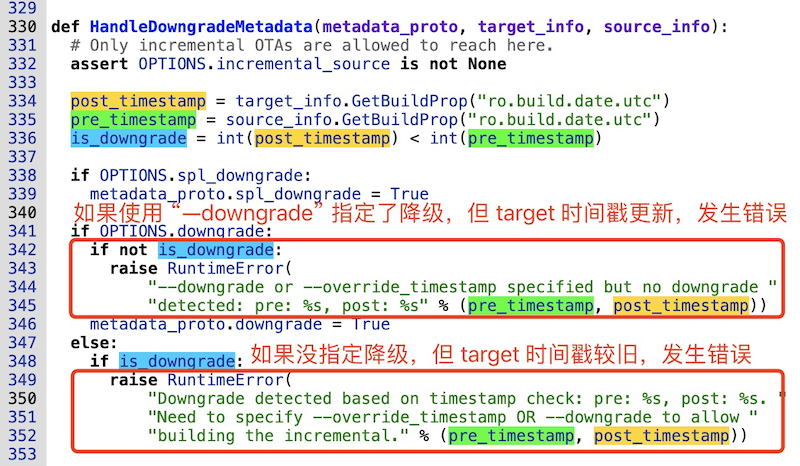 329
330 def HandleDowngradeMetadata(metadata_proto, target_info, source_info):
331   # Only incremental OTAs are allowed to reach here.
332   assert OPTIONS.incremental_source is not None
333
334   post_timestamp = target_info.GetBuildProp("ro.build.date.utc")
335   pre_timestamp = source_info.GetBuildProp("ro.build.date.utc")
336   is_downgrade = int(post_timestamp) < int(pre_timestamp)
337
338   if OPTIONS.spl_downgrade:
339     metadata_proto.spl_downgrade = True
340 如果使用 “—downgrade” 指定了降级，但 target 时间戳更新，发生错误
341   if OPTIONS.downgrade:
342     if not is_downgrade:
343       raise RuntimeError(
344           "--downgrade or --override_timestamp specified but no downgrade "
345           "detected: pre: %s, post: %s" % (pre_timestamp, post_timestamp))
346     metadata_proto.downgrade = True
347   else:
348     if is_downgrade: 如果没指定降级，但 target 时间戳较旧，发生错误
349       raise RuntimeError(
350           "Downgrade detected based on timestamp check: pre: %s, post: %s. "
351           "Need to specify --override_timestamp OR --downgrade to allow "
352           "building the incremental." % (pre_timestamp, post_timestamp))
353